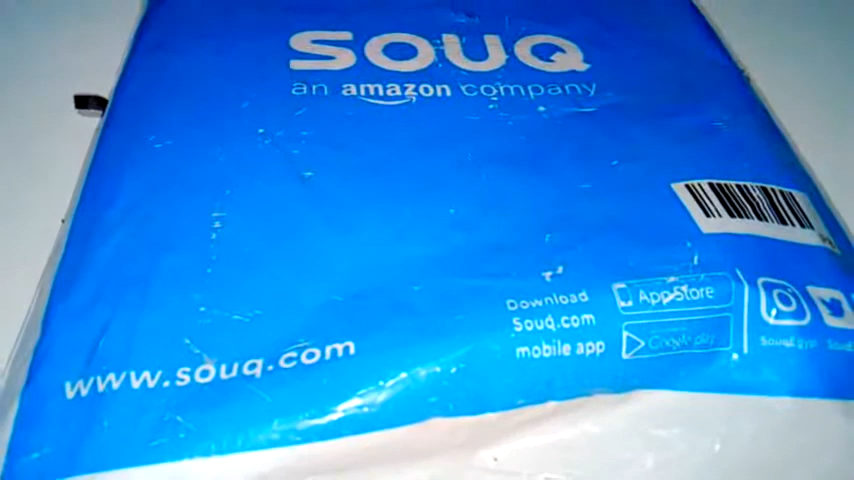 SOUQ
an amazon company
www.souq.com
Download
Souq.com
mobile app
App Store
Google play